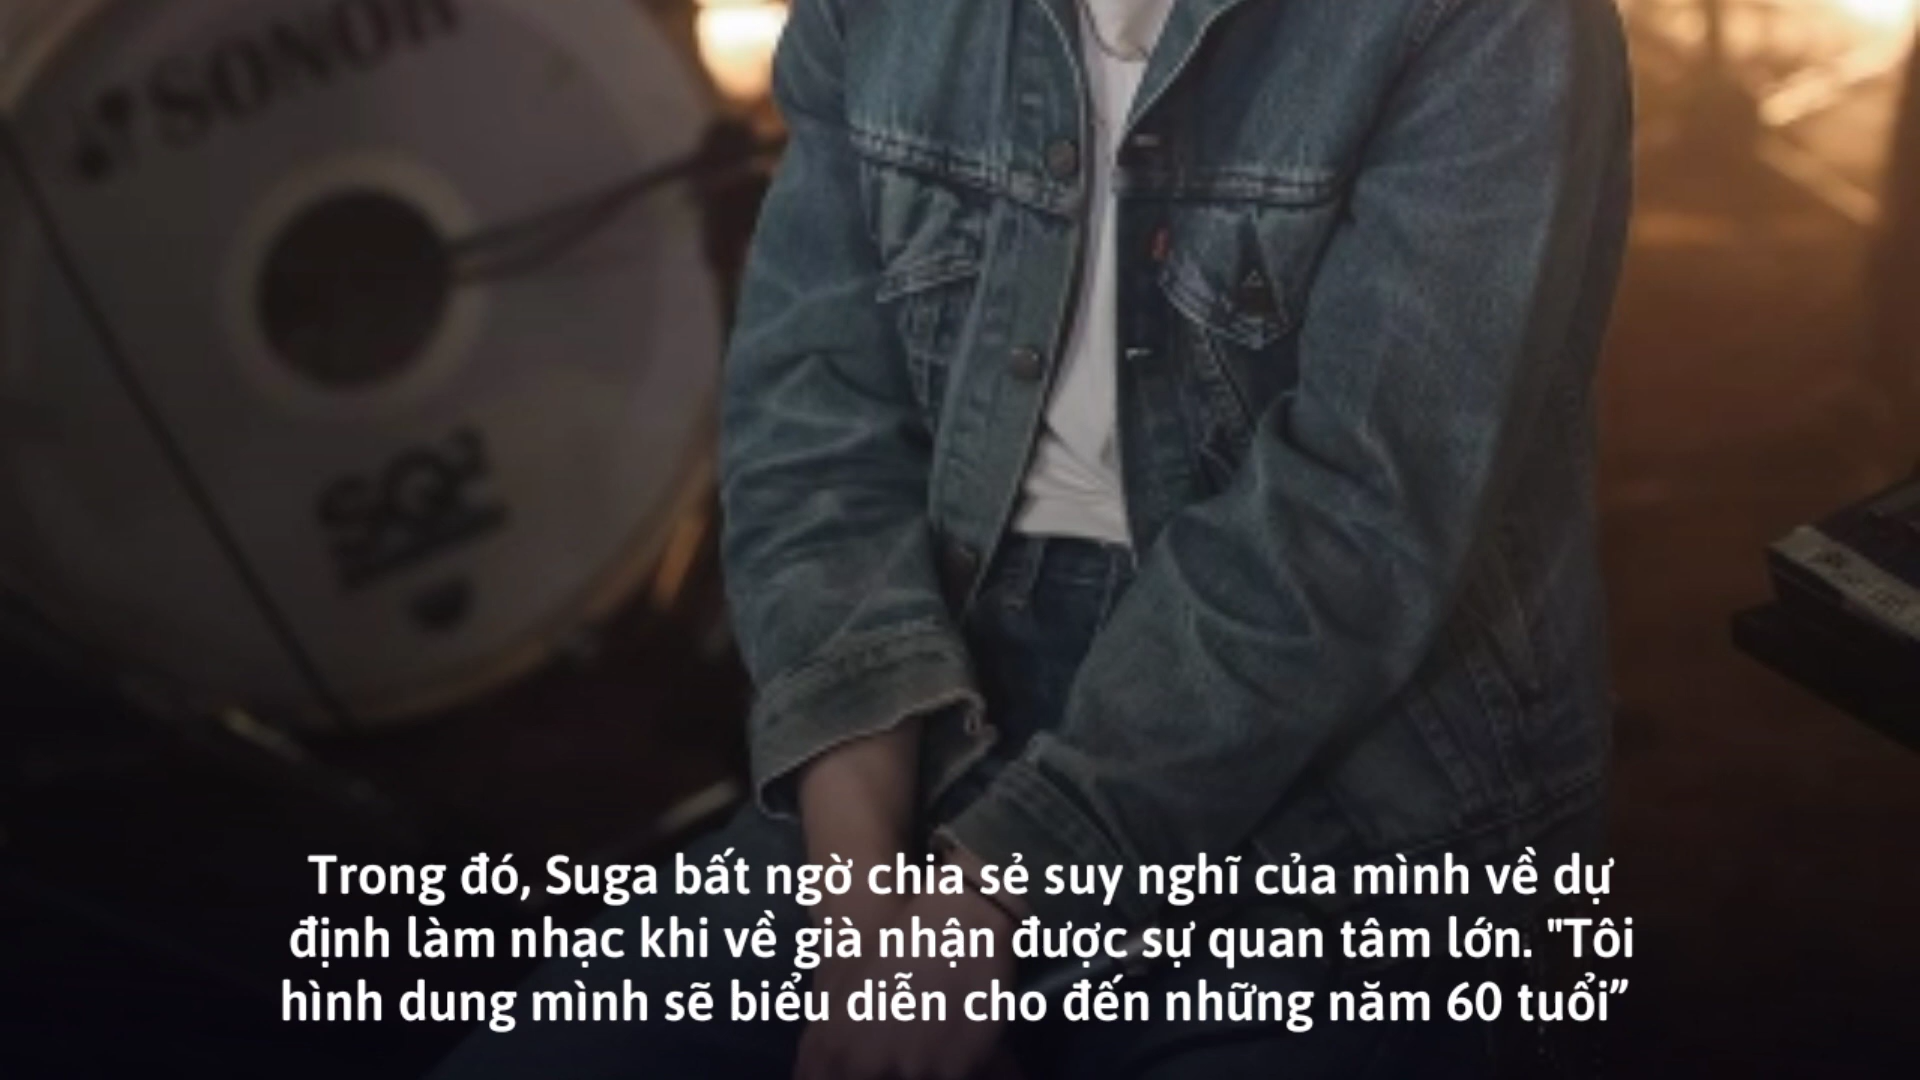 SONOR
SQ2
Trong đó, Suga bất ngờ chia sẻ suy nghĩ của mình về dự
định làm nhạc khi về già nhận được sự quan tâm lớn. "Tôi
hình dung mình sẽ biểu diễn cho đến những năm 60 tuổi”